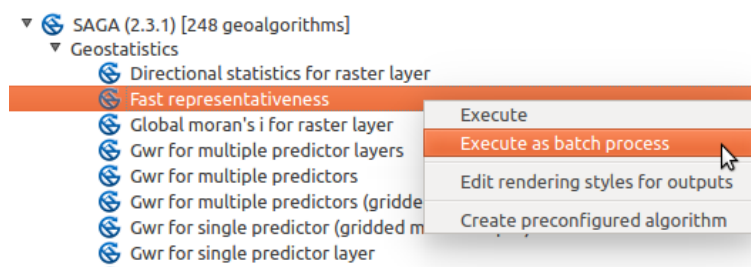 SAGA (2.3.1) [248 geoalgorithms]
Geostatistics
Directional statistics for raster layer
Fast representativeness
Global moran's i for raster layer
Gwr for multiple predictor layers
Gwr for multiple predictors
Gwr for multiple predictors (gridde
Gwr for single predictor (gridded m
Gwr for single predictor layer
Execute
Execute as batch process
Edit rendering styles for outputs
Create preconfigured algorithm